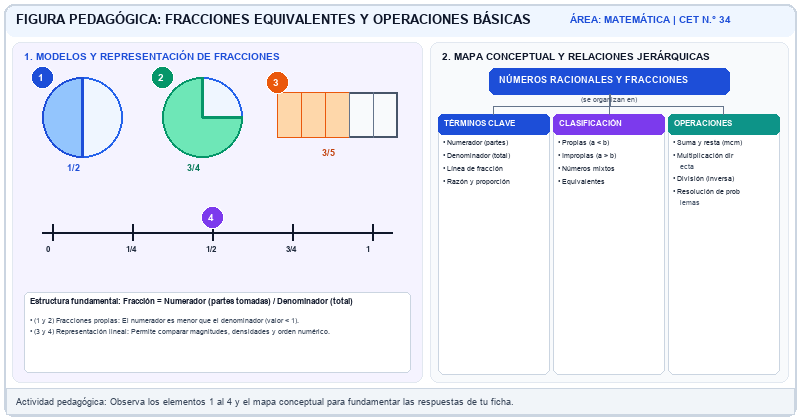 FIGURA PEDAGÓGICA: FRACCIONES EQUIVALENTES Y OPERACIONES BÁSICAS
ÁREA: MATEMÁTICA | CET N.° 34
1. MODELOS Y REPRESENTACIÓN DE FRACCIONES
1
2
3
1/2
3/4
3/5
4
0
1/4
1/2
3/4
1
Estructura fundamental: Fracción = Numerador (partes tomadas) / Denominador (total)
• (1 y 2) Fracciones propias: El numerador es menor que el denominador (valor < 1).
• (3 y 4) Representación lineal: Permite comparar magnitudes, densidades y orden numérico.
2. MAPA CONCEPTUAL Y RELACIONES JERÁRQUICAS
NÚMEROS RACIONALES Y FRACCIONES
(se organizan en)
TÉRMINOS CLAVE
• Numerador (partes)
• Denominador (total)
• Línea de fracción
• Razón y proporción
CLASIFICACIÓN
• Propias (a < b)
• Impropias (a > b)
• Números mixtos
• Equivalentes
OPERACIONES
• Suma y resta (mcm)
• Multiplicación dir
ecta
• División (inversa)
• Resolución de prob
lemas
Actividad pedagógica: Observa los elementos 1 al 4 y el mapa conceptual para fundamentar las respuestas de tu ficha.